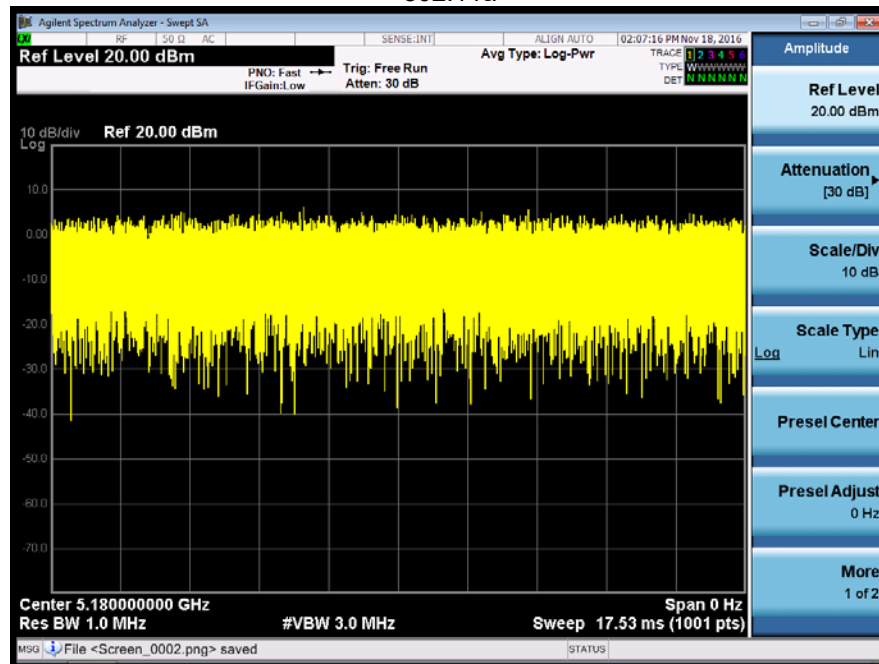 Agilent Spectrum Analyzer - Swept SA
RF 50 Ω AC SENSE:INT ALIGN AUTO 02:07:16 PM Nov 18, 2016
Ref Level 20.00 dBm
PNO: Fast
IFGain:Low
Trig: Free Run
Atten: 30 dB
Avg Type: Log-Pwr
TRACE 1 2 3 4 5 6
TYPE WWWWWW
DET N N N N N N
10 dB/div Ref 20.00 dBm
Log
10.0
0.00
-10.0
-20.0
-30.0
-40.0
-50.0
-60.0
-70.0
Center 5.180000000 GHz
Span 0 Hz
Res BW 1.0 MHz
#VBW 3.0 MHz
Sweep 17.53 ms (1001 pts)
MSG File <Screen_0002.png> saved
STATUS
Amplitude
Ref Level
20.00 dBm
Attenuation
[30 dB]
Scale/Div
10 dB
Scale Type
Log Lin
Presel Center
Presel Adjust
0 Hz
More
1 of 2